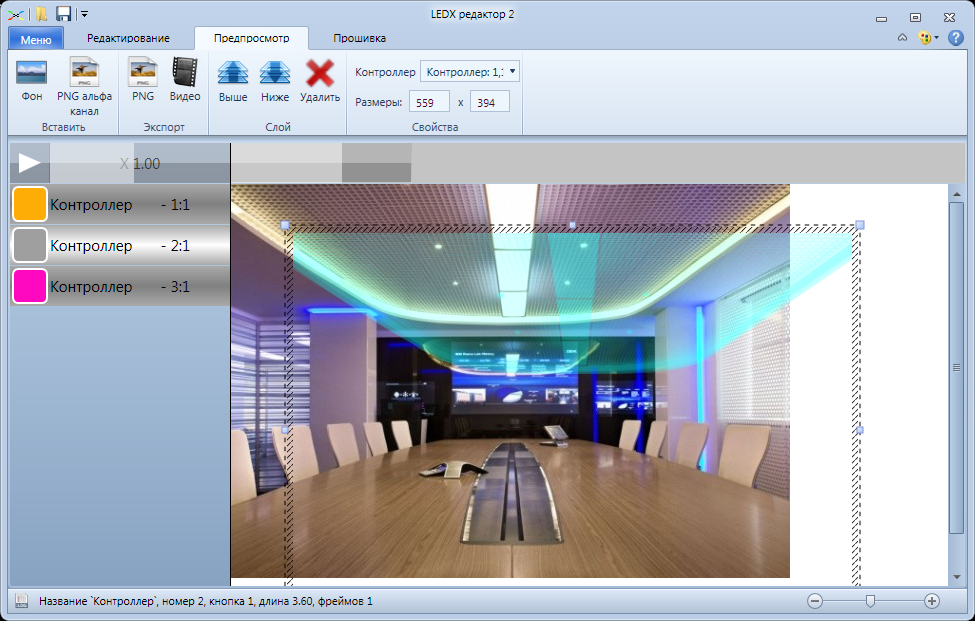 LEDX редактор 2
Меню
Редактирование
Предпросмотр
Прошивка
Фон
PNG
PNG альфа
канал
Вставить
PNG
PNG
Видео
Экспорт
Выше
Ниже
Удалить
Слой
Контроллер
Контроллер: 1,
Размеры:
559
x
394
Свойства
X 1.00
Контроллер - 1:1
Контроллер - 2:1
Контроллер - 3:1
Название `Контроллер`, номер 2, кнопка 1, длина 3.60, фреймов 1